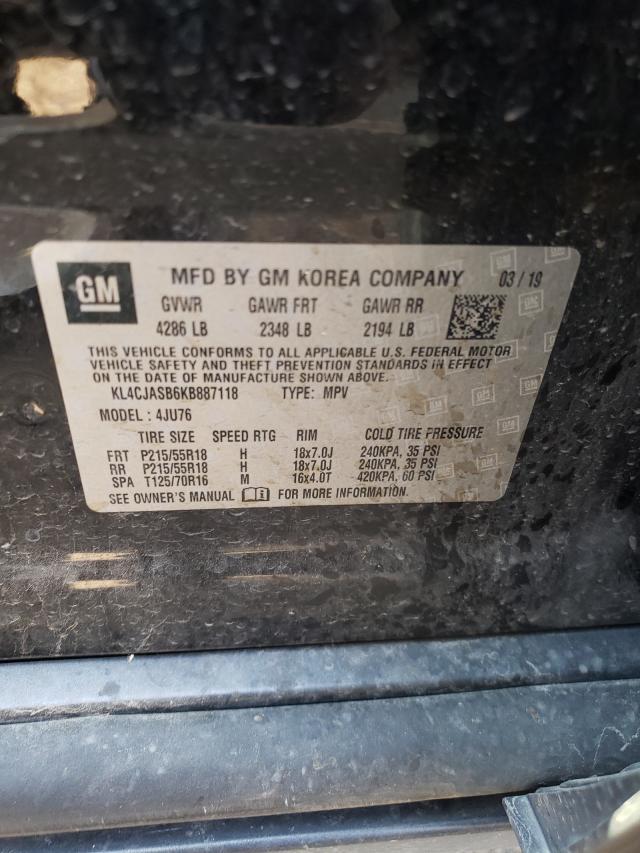 GM MFD BY GM KOREA COMPANY 03/19
GVWR GAWR FRT GAWR RR
4286 LB 2348 LB 2194 LB
THIS VEHICLE CONFORMS TO ALL APPLICABLE U.S. FEDERAL MOTOR
VEHICLE SAFETY AND THEFT PREVENTION STANDARDS IN EFFECT
ON THE DATE OF MANUFACTURE SHOWN ABOVE.
KL4CJASB6KB887118 TYPE: MPV
MODEL : 4JU76
TIRE SIZE SPEED RTG RIM COLD TIRE PRESSURE
FRT P215/55R18 H 18x7.0J 240KPA, 35 PSI
RR P215/55R18 H 18x7.0J 240KPA, 35 PSI
SPA T125/70R16 M 16x4.0T 420KPA, 60 PSI
SEE OWNER'S MANUAL FOR MORE INFORMATION